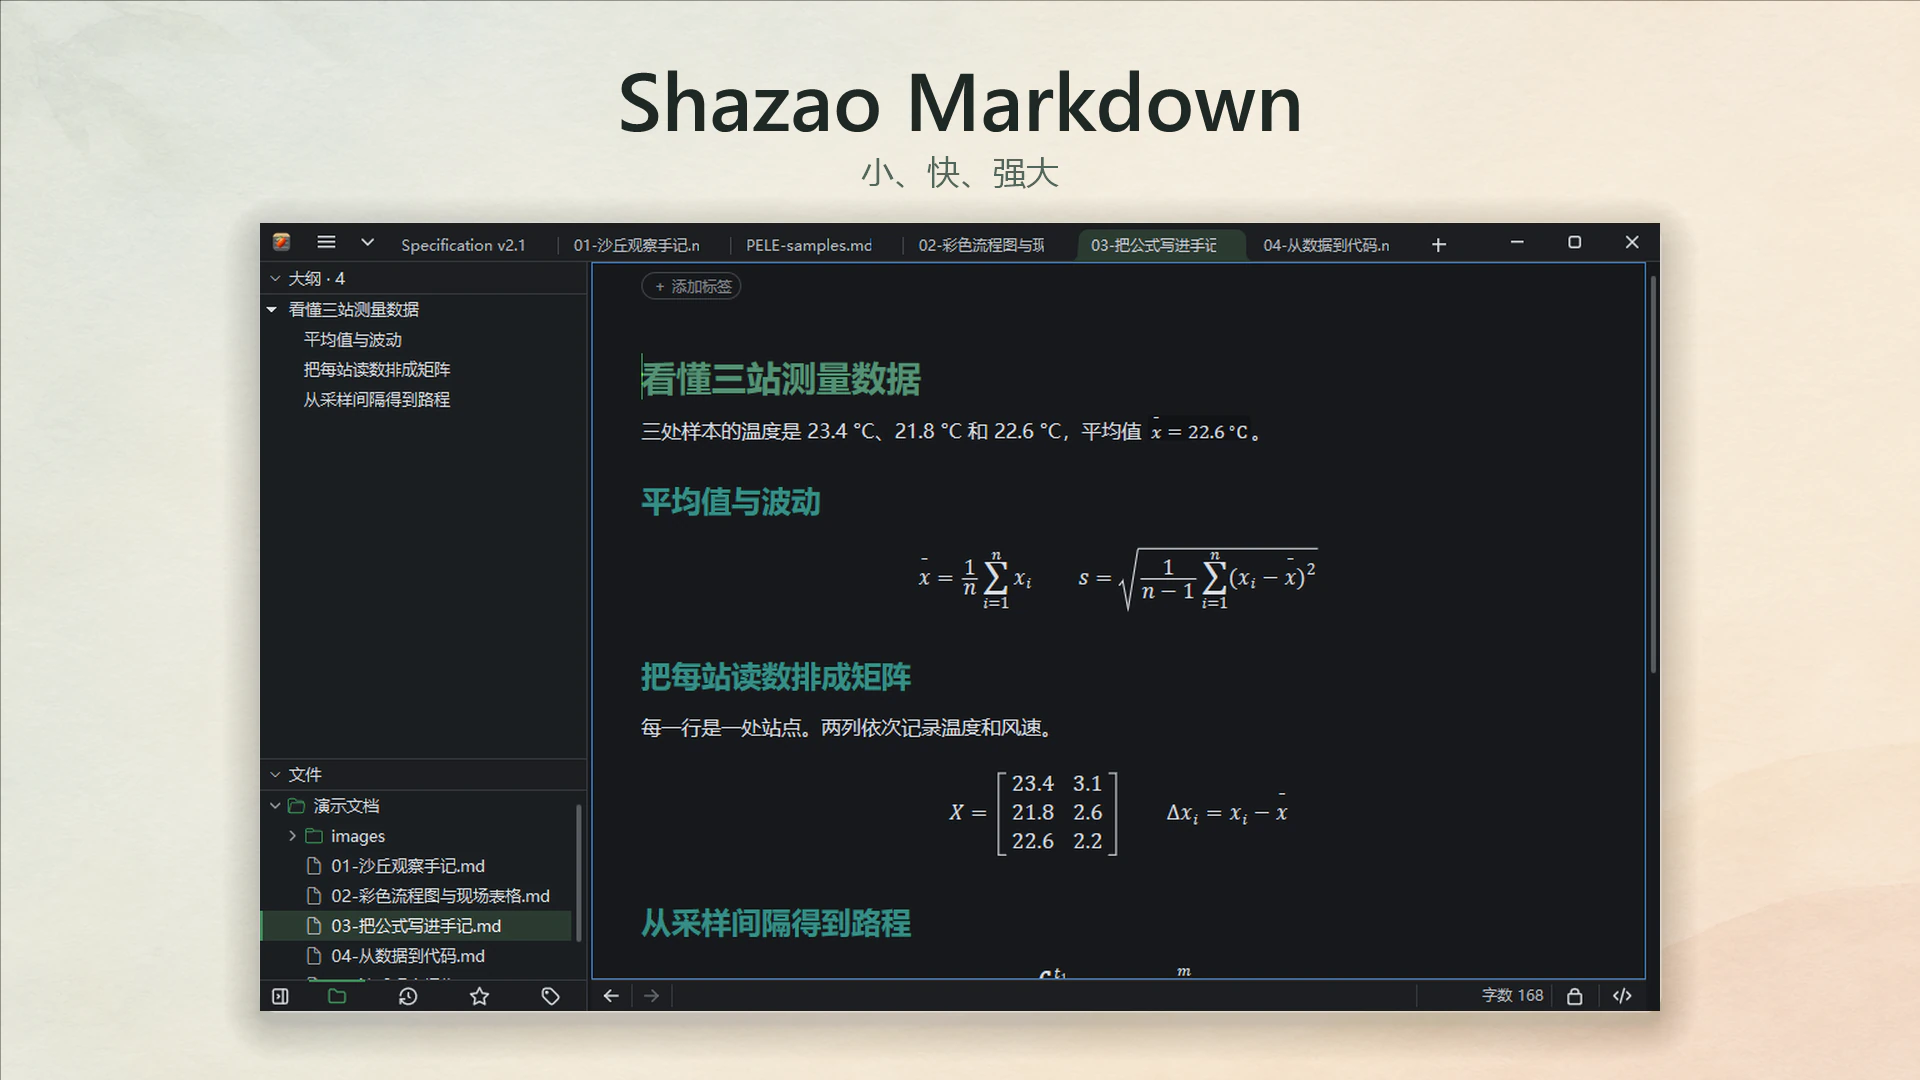 Shazao Markdown
小、快、强大
Specification v2.1
01-沙丘观察手记.n
PELE-samples.md
02-彩色流程图与现
03-把公式写进手记
04-从数据到代码.n
大纲 · 4
看懂三站测量数据
平均值与波动
把每站读数排成矩阵
从采样间隔得到路程
文件
演示文档
images
01-沙丘观察手记.md
02-彩色流程图与现场表格.md
03-把公式写进手记.md
04-从数据到代码.md
+ 添加标签
看懂三站测量数据
三处样本的温度是 23.4 °C、21.8 °C 和 22.6 °C，平均值 x̄ = 22.6 °C。
平均值与波动
x̄ = 1/n ∑_{i=1}^{n} x_i    s = √(1/(n − 1) ∑_{i=1}^{n} (x_i − x̄)²)
把每站读数排成矩阵
每一行是一处站点。两列依次记录温度和风速。
X = [23.4 3.1
21.8 2.6
22.6 2.2]    Δx_i = x_i − x̄
从采样间隔得到路程
t₁ m
字数 168